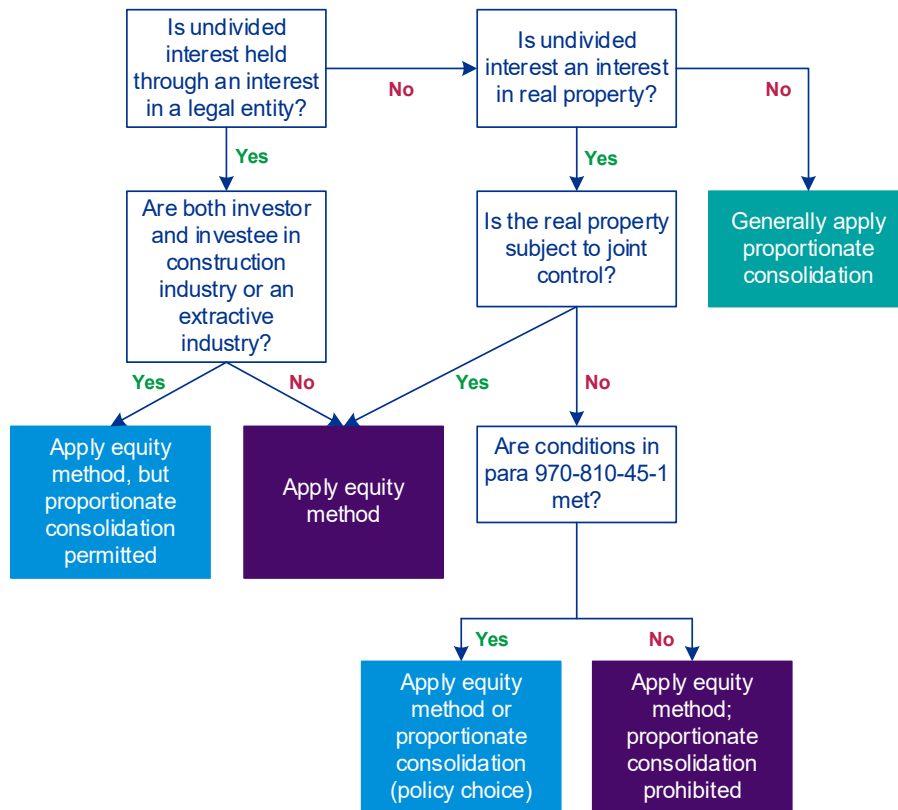 Is undivided
interest held
through an interest
in a legal entity?
No
Is undivided
interest an interest
in real property?
No
Yes
Yes
Are both investor
and investee in
construction
industry or an
extractive
industry?
Is the real property
subject to joint
control?
Generally apply
proportionate
consolidation
Yes
No
Yes
No
Apply equity
method, but
proportionate
consolidation
permitted
Apply equity
method
Are conditions in
para 970-810-45-1
met?
Yes
No
Apply equity
method or
proportionate
consolidation
(policy choice)
Apply equity
method;
proportionate
consolidation
prohibited